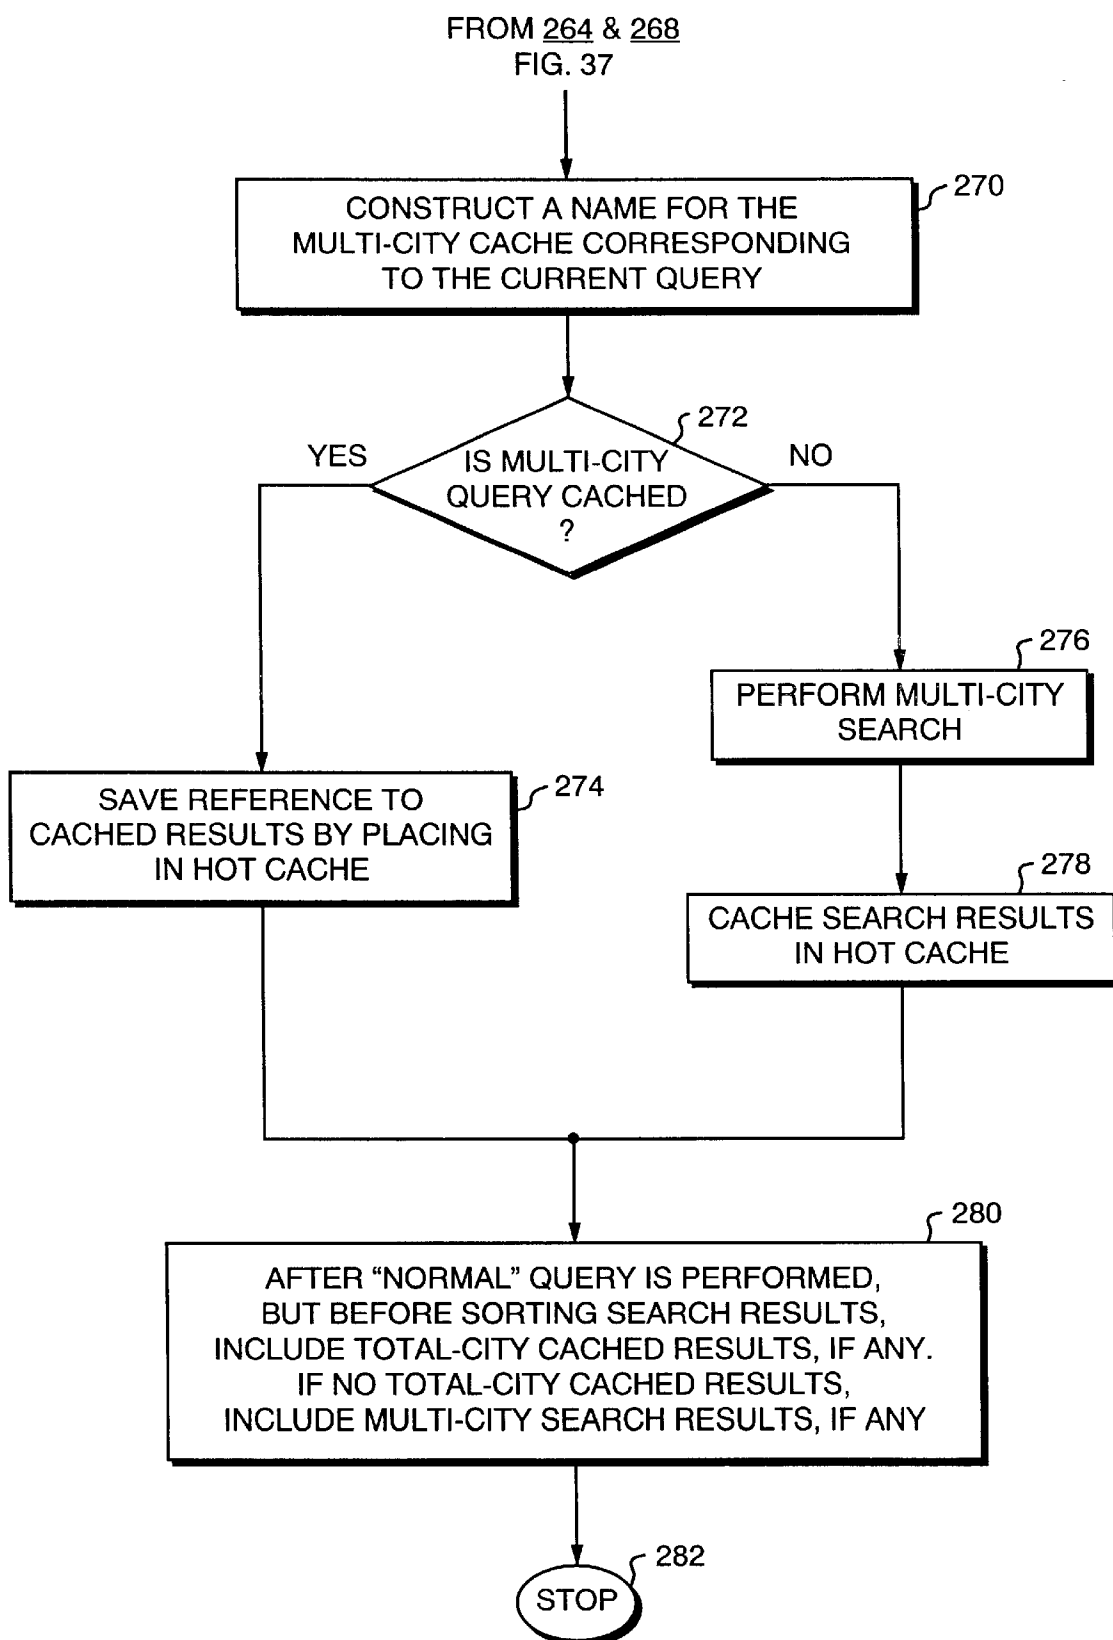 FROM 264 & 268
FIG. 37
270
CONSTRUCT A NAME FOR THE
MULTI-CITY CACHE CORRESPONDING
TO THE CURRENT QUERY
272
YES
NO
IS MULTI-CITY
QUERY CACHED
?
276
PERFORM MULTI-CITY
SEARCH
274
SAVE REFERENCE TO
CACHED RESULTS BY PLACING
IN HOT CACHE
278
CACHE SEARCH RESULTS
IN HOT CACHE
280
AFTER “NORMAL” QUERY IS PERFORMED,
BUT BEFORE SORTING SEARCH RESULTS,
INCLUDE TOTAL-CITY CACHED RESULTS, IF ANY.
IF NO TOTAL-CITY CACHED RESULTS,
INCLUDE MULTI-CITY SEARCH RESULTS, IF ANY
282
STOP